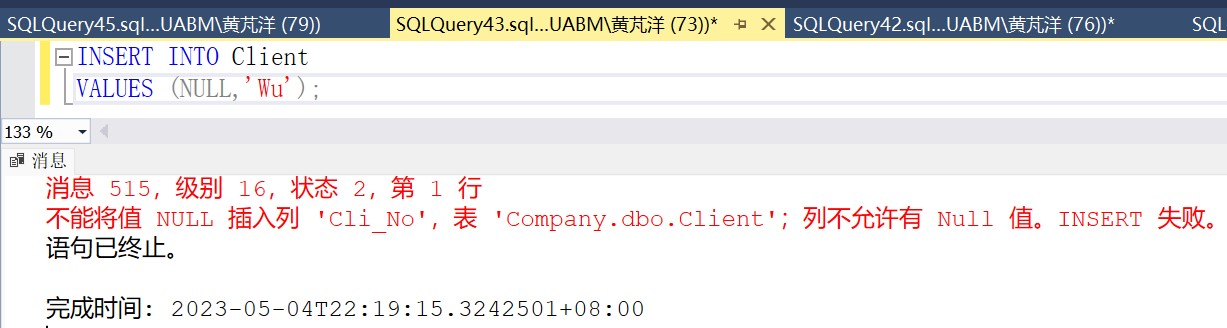 SQLQuery45.sql...UABM\黄芃洋 (79))
SQLQuery43.sql...UABM\黄芃洋 (73))*
SQLQuery42.sql...UABM\黄芃洋 (76))*
SQL
INSERT INTO Client
VALUES (NULL,'Wu');
133 %
消息
消息 515，级别 16，状态 2，第 1 行
不能将值 NULL 插入列 'Cli_No'，表 'Company.dbo.Client'；列不允许有 Null 值。INSERT 失败。
语句已终止。
完成时间: 2023-05-04T22:19:15.3242501+08:00